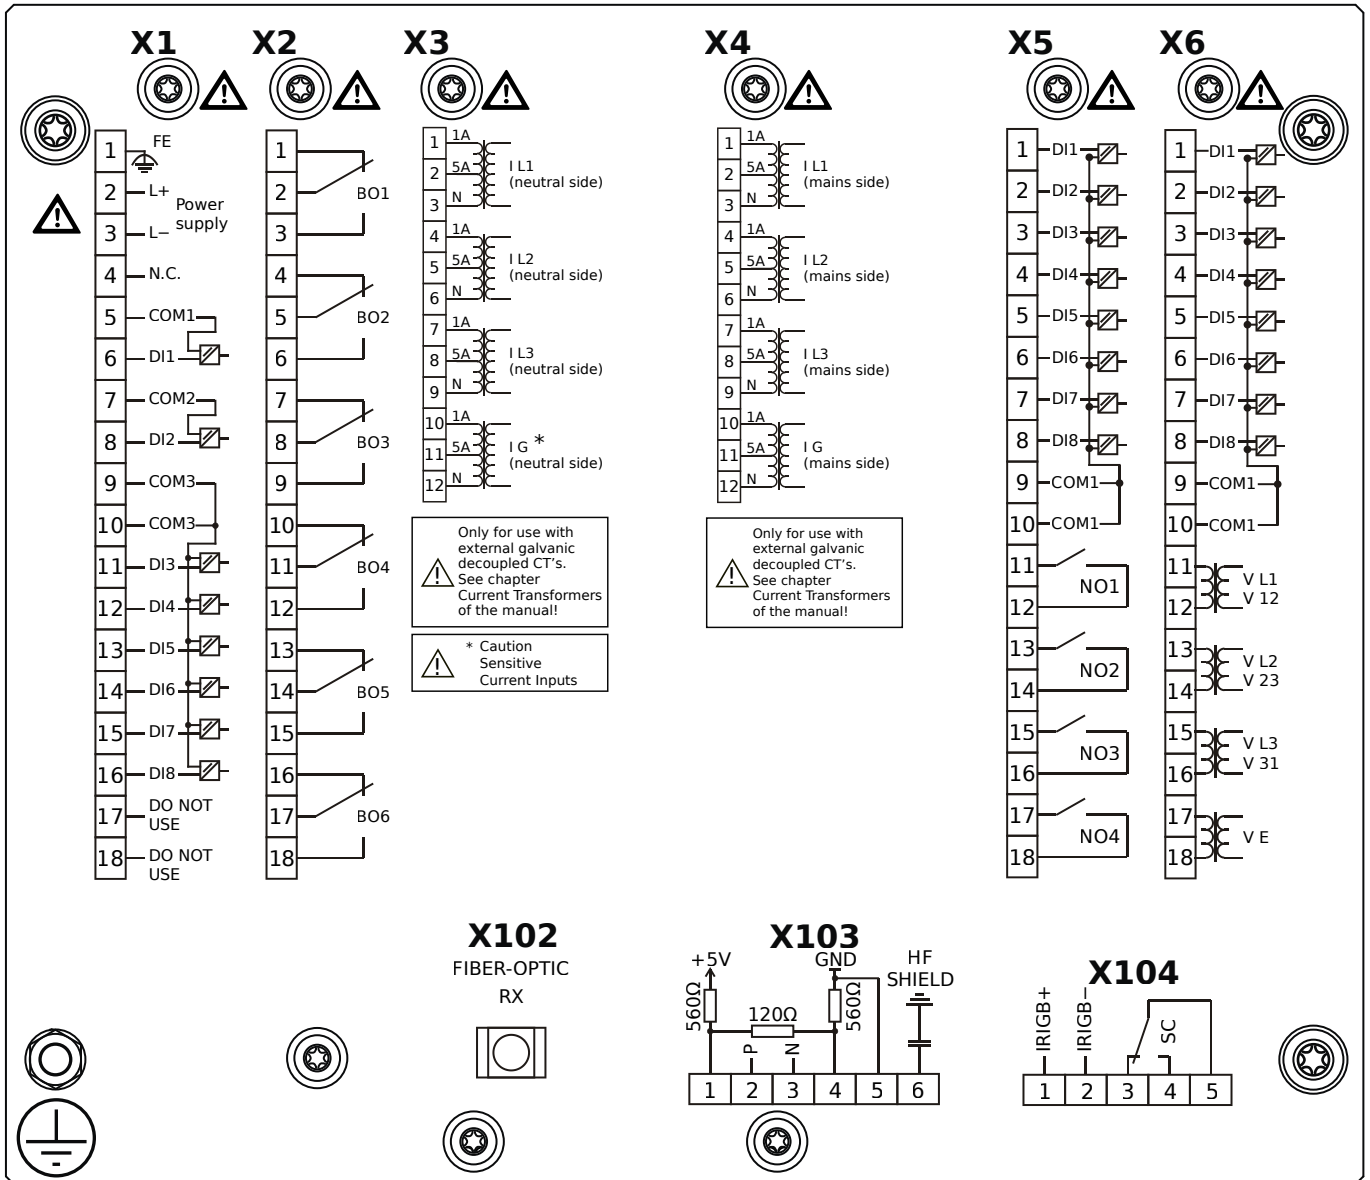 X1
1
FE
2
L+
Power
supply
3
L−
4
N.C.
5
COM1
6
DI1
7
COM2
8
DI2
9
COM3
10
COM3
11
DI3
12
DI4
13
DI5
14
DI6
15
DI7
16
DI8
17
DO NOT
USE
18
DO NOT
USE
X2
1
2
BO1
3
4
5
BO2
6
7
8
BO3
9
10
11
BO4
12
13
14
BO5
15
16
17
BO6
18
X3
1
1A
2
5A
I L1
(neutral side)
3
N
4
1A
5
5A
I L2
(neutral side)
6
N
7
1A
8
5A
I L3
(neutral side)
9
N
10
1A
11
5A
I G *
(neutral side)
12
N
Only for use with
external galvanic
decoupled CT's.
See chapter
Current Transformers
of the manual!
* Caution
Sensitive
Current Inputs
X4
1
1A
2
5A
I L1
(mains side)
3
N
4
1A
5
5A
I L2
(mains side)
6
N
7
1A
8
5A
I L3
(mains side)
9
N
10
1A
11
5A
I G
(mains side)
12
N
Only for use with
external galvanic
decoupled CT's.
See chapter
Current Transformers
of the manual!
X5
1
DI1
2
DI2
3
DI3
4
DI4
5
DI5
6
DI6
7
DI7
8
DI8
9
COM1
10
COM1
11
NO1
12
13
NO2
14
15
NO3
16
17
NO4
18
X6
1
DI1
2
DI2
3
DI3
4
DI4
5
DI5
6
DI6
7
DI7
8
DI8
9
COM1
10
COM1
11
V L1
V 12
12
13
V L2
V 23
14
15
V L3
V 31
16
17
V E
18
X102
FIBER-OPTIC
RX
X103
+5V
GND
HF
SHIELD
560Ω
120Ω
560Ω
P
N
1 2 3 4 5 6
X104
IRIGB+
IRIGB−
SC
1 2 3 4 5